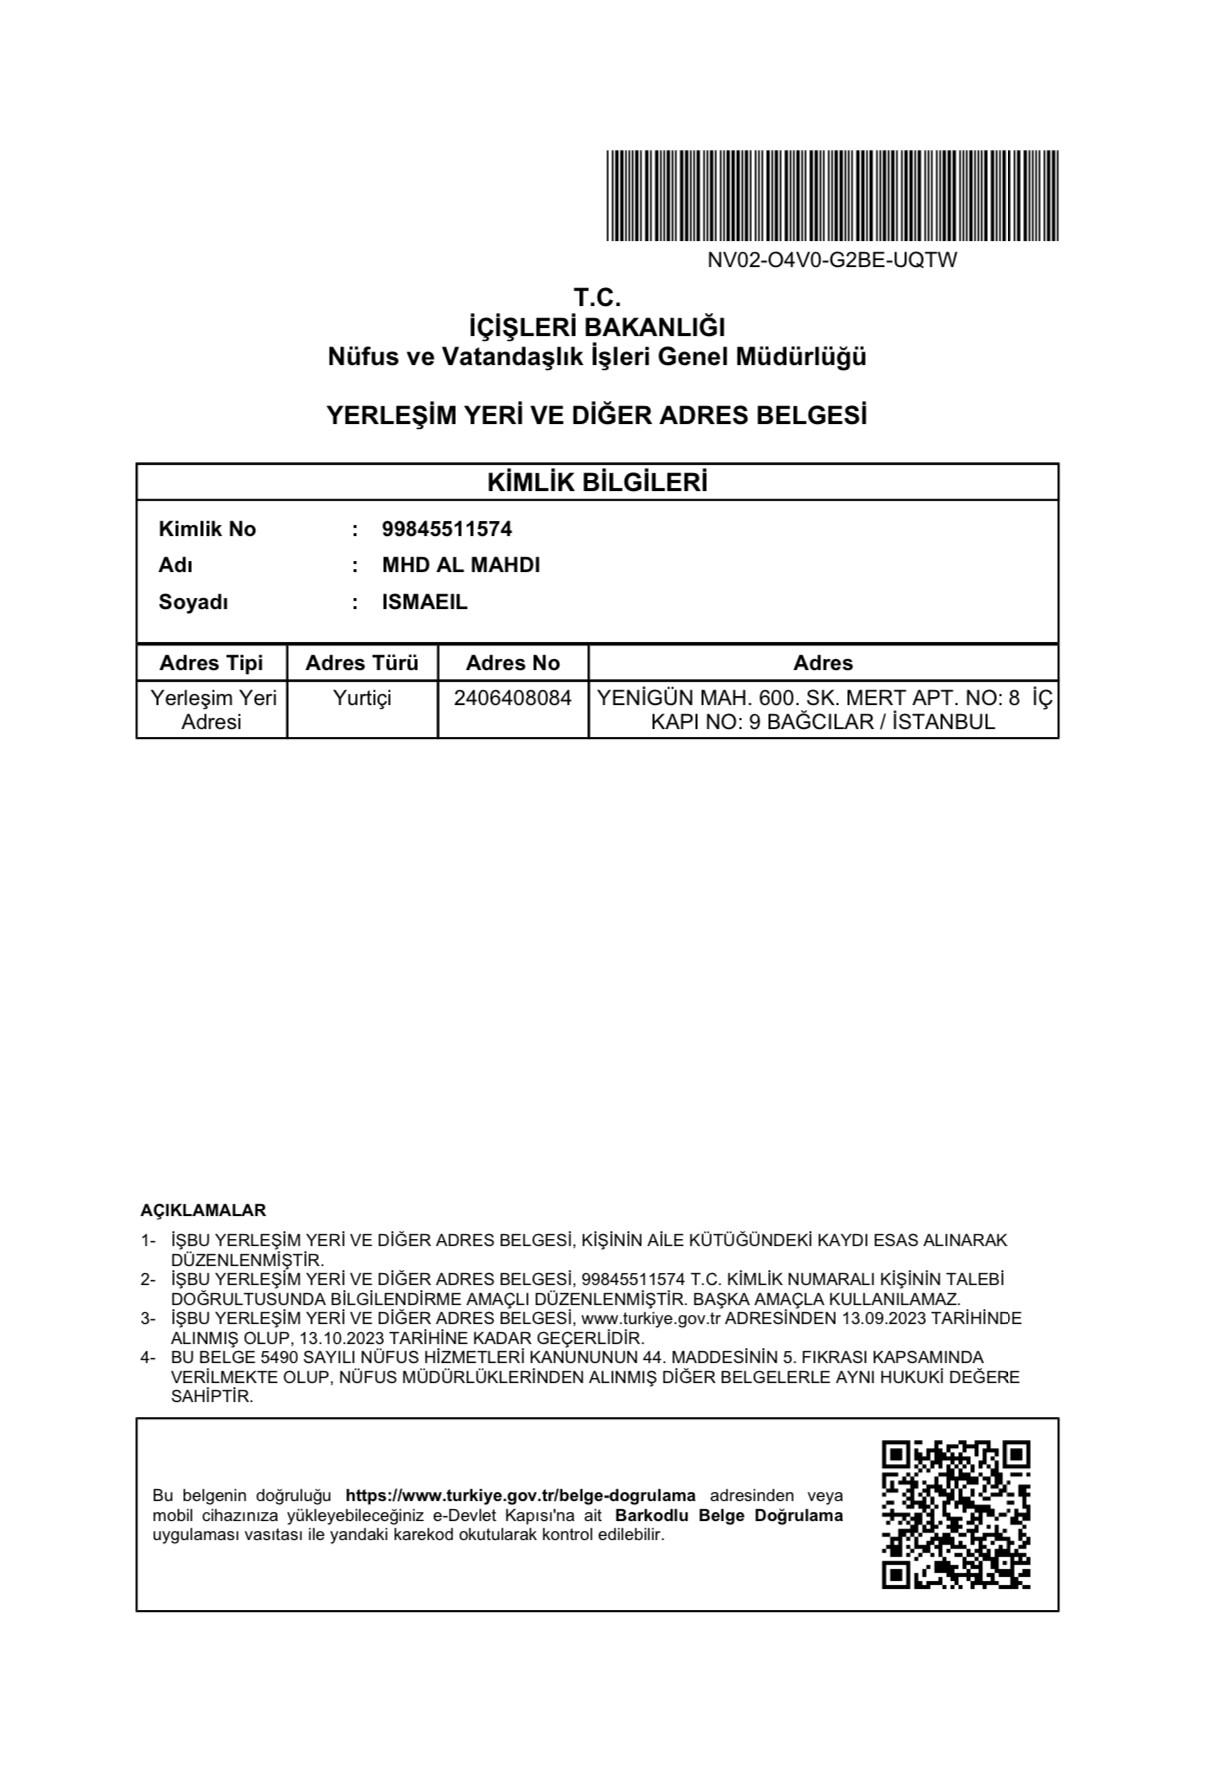 NV02-O4V0-G2BE-UQTW
T.C.
İÇİŞLERİ BAKANLIĞI
Nüfus ve Vatandaşlık İşleri Genel Müdürlüğü
YERLEŞİM YERİ VE DİĞER ADRES BELGESİ
KİMLİK BİLGİLERİ
Kimlik No : 99845511574
Adı : MHD AL MAHDI
Soyadı : ISMAEIL
Adres Tipi Adres Türü Adres No Adres
Yerleşim Yeri Yurtiçi 2406408084 YENİGÜN MAH. 600. SK. MERT APT. NO: 8 İÇ
Adresi KAPI NO: 9 BAĞCILAR / İSTANBUL
AÇIKLAMALAR
1- İŞBU YERLEŞİM YERİ VE DİĞER ADRES BELGESİ, KİŞİNİN AİLE KÜTÜĞÜNDEKİ KAYDI ESAS ALINARAK
DÜZENLENMİŞTİR.
2- İŞBU YERLEŞİM YERİ VE DİĞER ADRES BELGESİ, 99845511574 T.C. KİMLİK NUMARALI KİŞİNİN TALEBİ
DOĞRULTUSUNDA BİLGİLENDİRME AMAÇLI DÜZENLENMİŞTİR. BAŞKA AMAÇLA KULLANILAMAZ.
3- İŞBU YERLEŞİM YERİ VE DİĞER ADRES BELGESİ, www.turkiye.gov.tr ADRESİNDEN 13.09.2023 TARİHİNDE
ALINMIŞ OLUP, 13.10.2023 TARİHİNE KADAR GEÇERLİDİR.
4- BU BELGE 5490 SAYILI NÜFUS HİZMETLERİ KANUNUNUN 44. MADDESİNİN 5. FIKRASI KAPSAMINDA
VERİLMEKTE OLUP, NÜFUS MÜDÜRLÜKLERİNDEN ALINMIŞ DİĞER BELGELERLE AYNI HUKUKİ DEĞERE
SAHİPTİR.
Bu belgenin doğruluğu https://www.turkiye.gov.tr/belge-dogrulama adresinden veya
mobil cihazınıza yükleyebileceğiniz e-Devlet Kapısı'na ait Barkodlu Belge Doğrulama
uygulaması vasıtası ile yandaki karekod okutularak kontrol edilebilir.